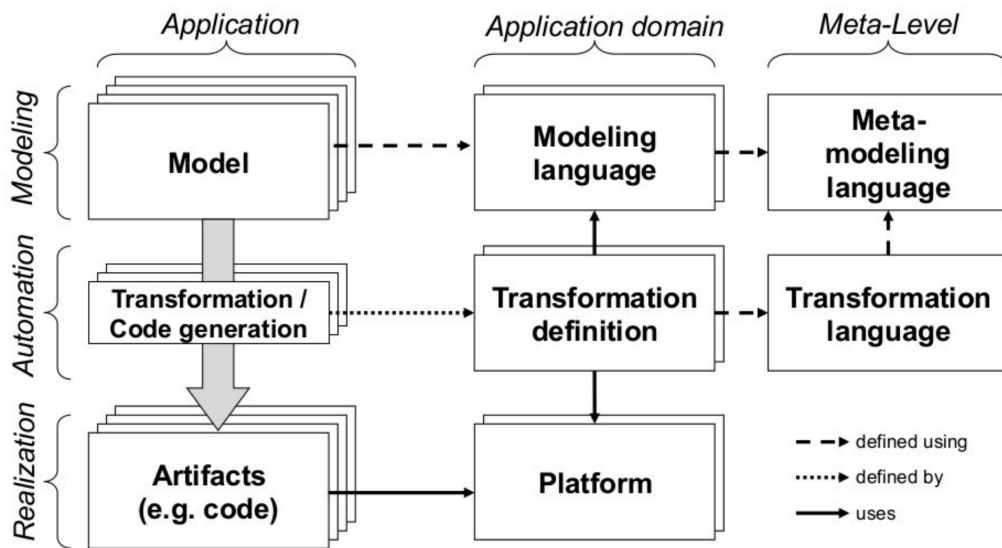 Application
Application domain
Meta-Level
Modeling
Model
Modeling
language
Meta-
modeling
language
Automation
Transformation /
Code generation
Transformation
definition
Transformation
language
Realization
Artifacts
(e.g. code)
Platform
defined using
defined by
uses